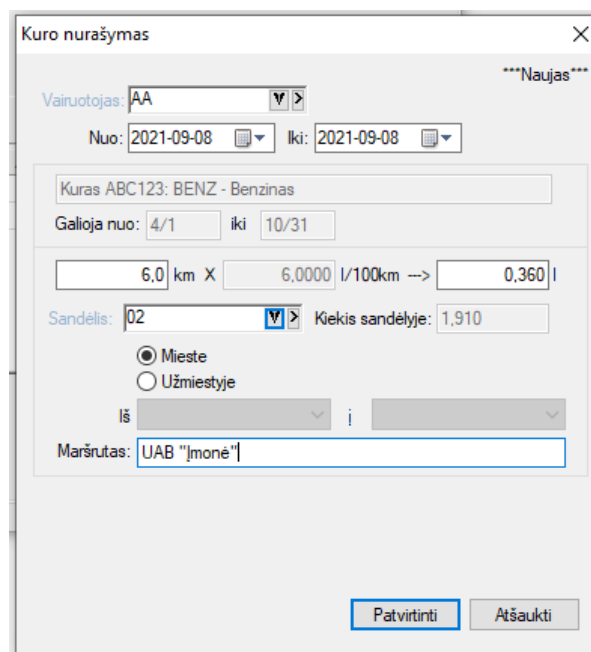 Kuro nurašymas
***Naujas***
Vairuotojas: AA
Nuo: 2021-09-08 Iki: 2021-09-08
Kuras ABC123: BENZ - Benzinas
Galioja nuo: 4/1 iki 10/31
6,0 km X 6,0000 l/100km ---> 0,360 l
Sandėlis: 02 Kiekis sandėlyje: 1,910
Mieste
Užmiestyje
Iš į
Maršrutas: UAB "Įmonė"
Patvirtinti Atšaukti